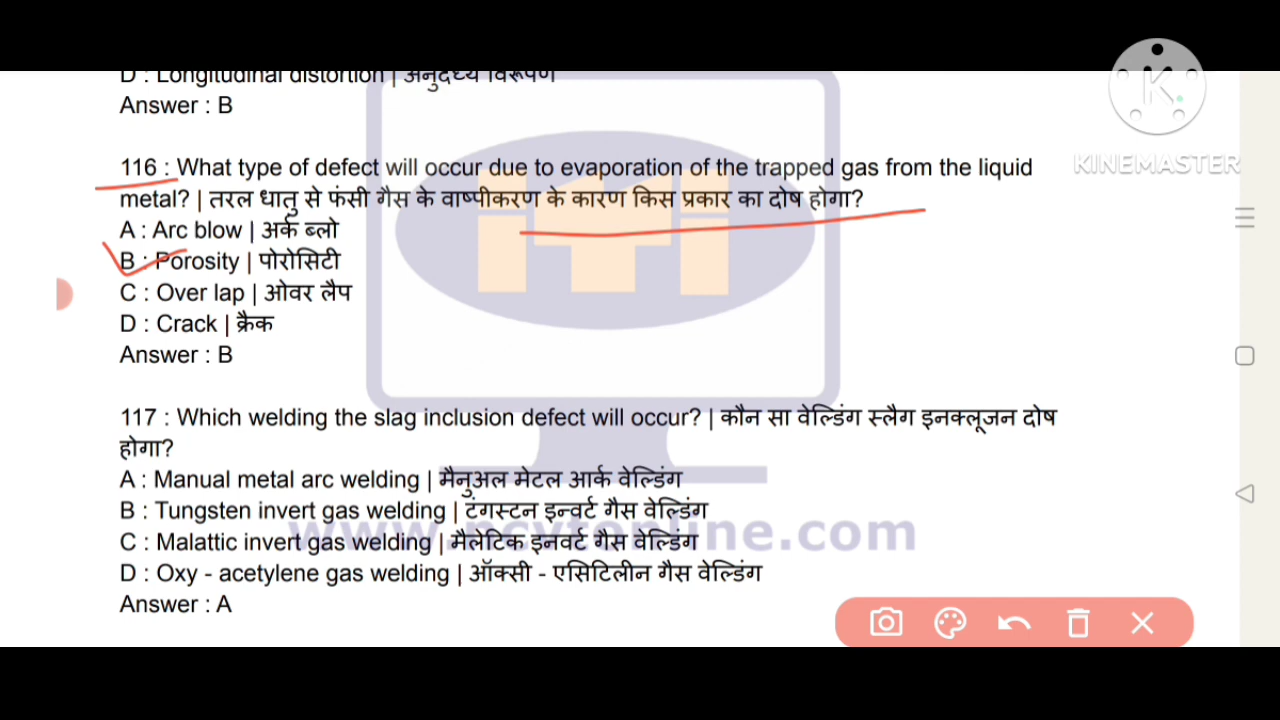 D : Longitudinal distortion | अनुदैर्ध्य विरूपण
Answer : B
KINEMASTER
116 : What type of defect will occur due to evaporation of the trapped gas from the liquid
metal? | तरल धातु से फंसी गैस के वाष्पीकरण के कारण किस प्रकार का दोष होगा?
A : Arc blow | अर्क ब्लो
B : Porosity | पोरोसिटी
C : Over lap | ओवर लैप
D : Crack | क्रैक
Answer : B
117 : Which welding the slag inclusion defect will occur? | कौन सा वेल्डिंग स्लैग इनक्लूजन दोष
होगा?
A : Manual metal arc welding | मैनुअल मेटल आर्क वेल्डिंग
B : Tungsten invert gas welding | टंगस्टन इन्वर्ट गैस वेल्डिंग
www.ncvtonline.com
C : Malattic invert gas welding | मैलेटिक इनवर्ट गैस वेल्डिंग
D : Oxy - acetylene gas welding | ऑक्सी - एसिटिलीन गैस वेल्डिंग
Answer : A